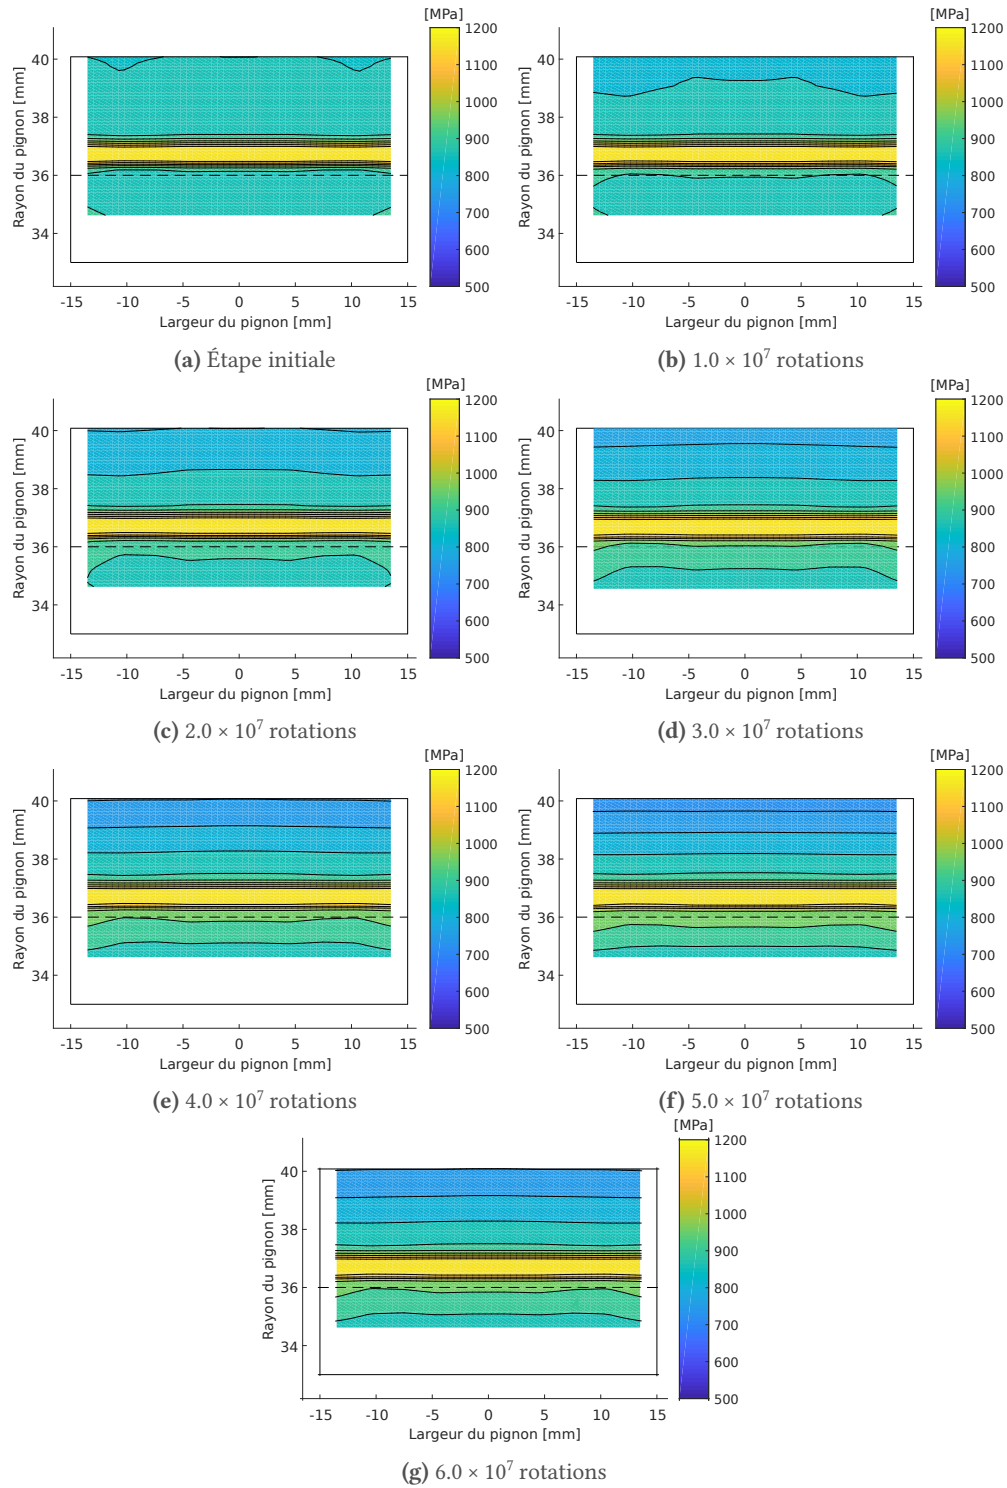 [MPa]
1200
1100
1000
900
800
700
600
500
40
38
36
34
Rayon du pignon [mm]
-15 -10 -5 0 5 10 15
Largeur du pignon [mm]
(a) Étape initiale
[MPa]
1200
1100
1000
900
800
700
600
500
40
38
36
34
Rayon du pignon [mm]
-15 -10 -5 0 5 10 15
Largeur du pignon [mm]
(b) 1.0 × 10⁷ rotations
[MPa]
1200
1100
1000
900
800
700
600
500
40
38
36
34
Rayon du pignon [mm]
-15 -10 -5 0 5 10 15
Largeur du pignon [mm]
(c) 2.0 × 10⁷ rotations
[MPa]
1200
1100
1000
900
800
700
600
500
40
38
36
34
Rayon du pignon [mm]
-15 -10 -5 0 5 10 15
Largeur du pignon [mm]
(d) 3.0 × 10⁷ rotations
[MPa]
1200
1100
1000
900
800
700
600
500
40
38
36
34
Rayon du pignon [mm]
-15 -10 -5 0 5 10 15
Largeur du pignon [mm]
(e) 4.0 × 10⁷ rotations
[MPa]
1200
1100
1000
900
800
700
600
500
40
38
36
34
Rayon du pignon [mm]
-15 -10 -5 0 5 10 15
Largeur du pignon [mm]
(f) 5.0 × 10⁷ rotations
[MPa]
1200
1100
1000
900
800
700
600
500
40
38
36
34
Rayon du pignon [mm]
-15 -10 -5 0 5 10 15
Largeur du pignon [mm]
(g) 6.0 × 10⁷ rotations